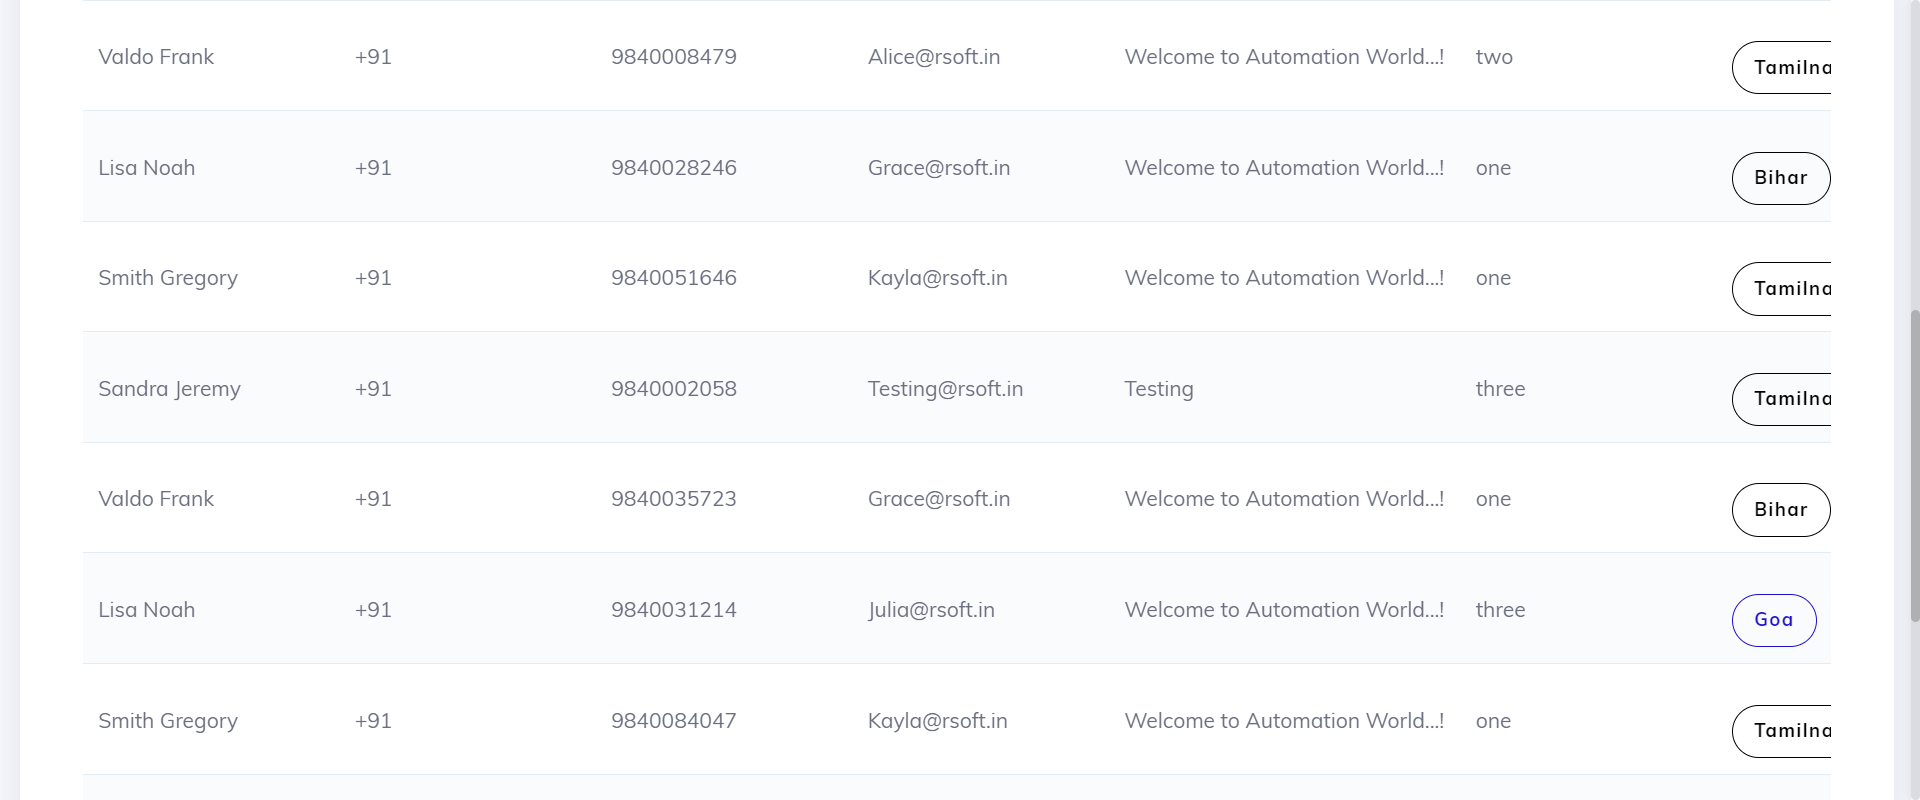 Valdo Frank +91 9840008479 Alice@rsoft.in Welcome to Automation World...! two Tamilna
Lisa Noah +91 9840028246 Grace@rsoft.in Welcome to Automation World...! one Bihar
Smith Gregory +91 9840051646 Kayla@rsoft.in Welcome to Automation World...! one Tamilna
Sandra Jeremy +91 9840002058 Testing@rsoft.in Testing three Tamilna
Valdo Frank +91 9840035723 Grace@rsoft.in Welcome to Automation World...! one Bihar
Lisa Noah +91 9840031214 Julia@rsoft.in Welcome to Automation World...! three Goa
Smith Gregory +91 9840084047 Kayla@rsoft.in Welcome to Automation World...! one Tamilna